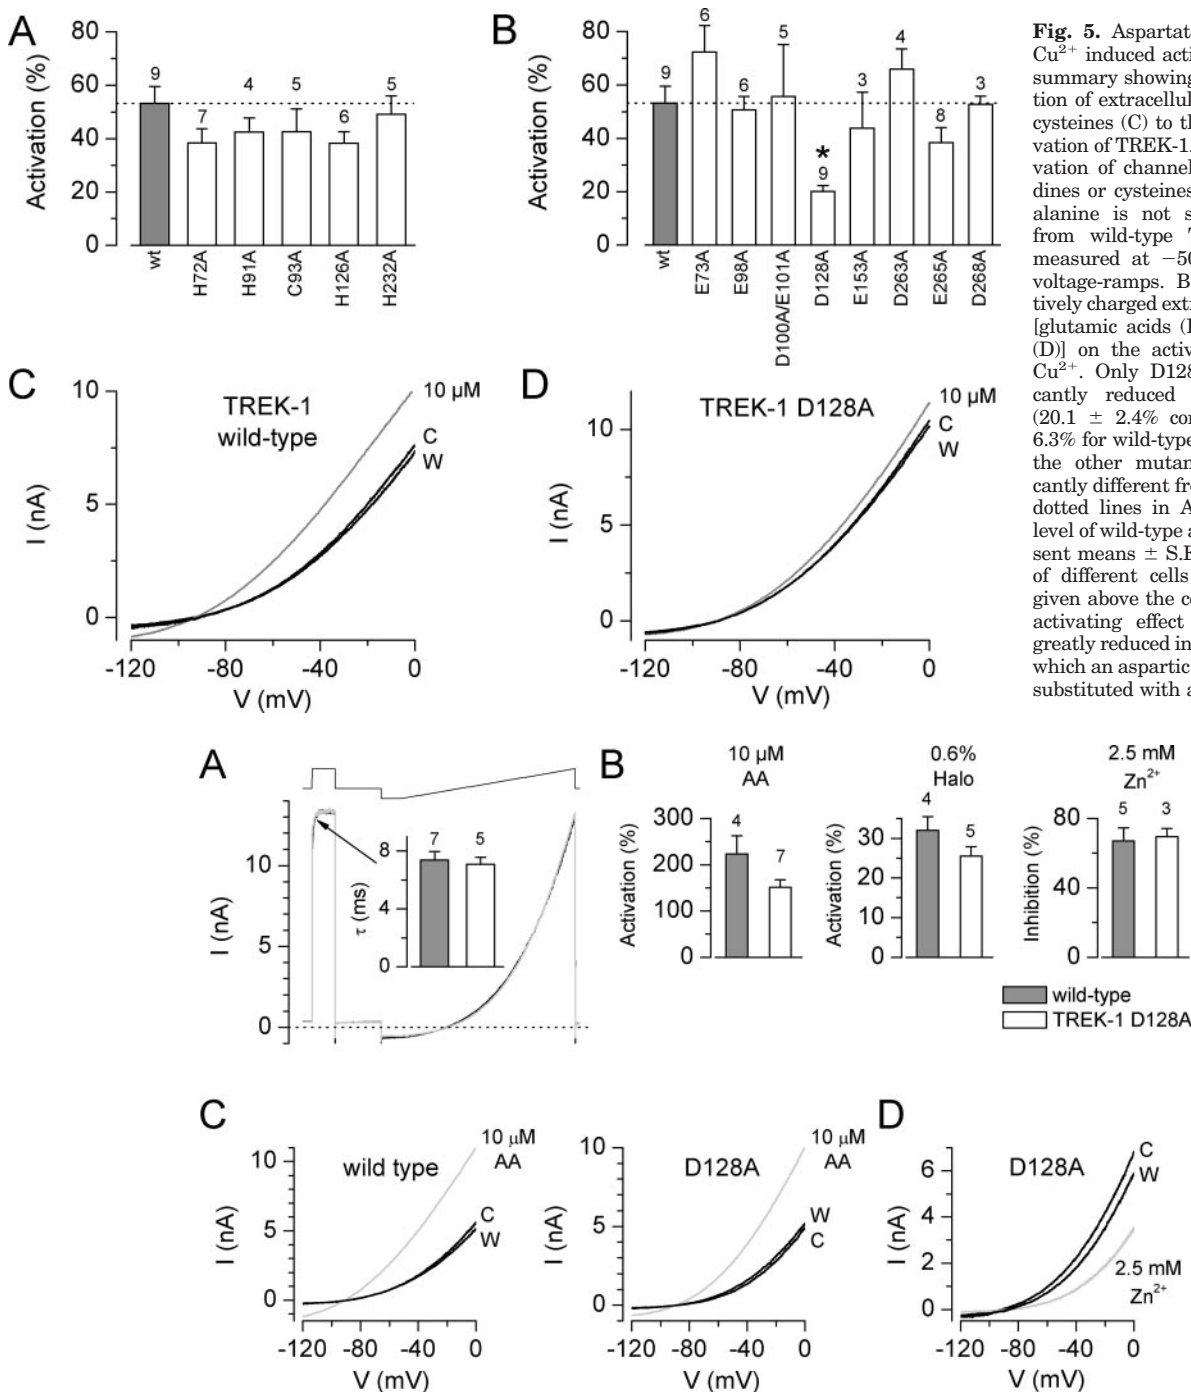 A
Activation (%)
80
60
40
20
0
9
7
4
5
7
5
wt
H72A
H91A
C93A
H126A
H232A
B
Activation (%)
80
60
40
20
0
9
6
6
5
*
9
3
4
8
3
wt
E73A
E98A
D100A/E101A
D128A
E153A
D263A
E265A
D268A
Fig. 5. Aspartat
Cu2+ induced acti
summary showing
tion of extracellul
cysteines (C) to th
vation of TREK-1.
vation of channel
dines or cysteines
alanine is not s
from wild-type T
measured at −50
voltage-ramps. B
tively charged extr
[glutamic acids (E
(D)] on the activ
Cu2+. Only D128
cantly reduced
(20.1 ± 2.4% con
6.3% for wild-type
the other mutan
cantly different fro
dotted lines in A
level of wild-type a
sent means ± S.E
of different cells
given above the co
activating effect
greatly reduced in
which an aspartic
substituted with a
C
TREK-1
wild-type
10 µM
C
W
I (nA)
10
5
0
-120
-80
-40
0
V (mV)
D
TREK-1 D128A
10 µM
C
W
I (nA)
10
5
0
-120
-80
-40
0
V (mV)
A
I (nA)
10
5
0
τ (ms)
8
4
0
7
5
B
10 µM
AA
Activation (%)
300
200
100
0
4
7
0.6%
Halo
Activation (%)
30
20
10
0
4
5
2.5 mM
Zn2+
Inhibition (%)
80
40
0
5
3
wild-type
TREK-1 D128A
C
wild type
10 µM
AA
C
W
I (nA)
10
5
0
-120
-80
-40
0
V (mV)
D128A
10 µM
AA
W
C
I (nA)
10
5
0
-120
-80
-40
0
V (mV)
D
D128A
C
W
2.5 mM
Zn2+
I (nA)
6
4
2
0
-120
-80
-40
0
V (mV)